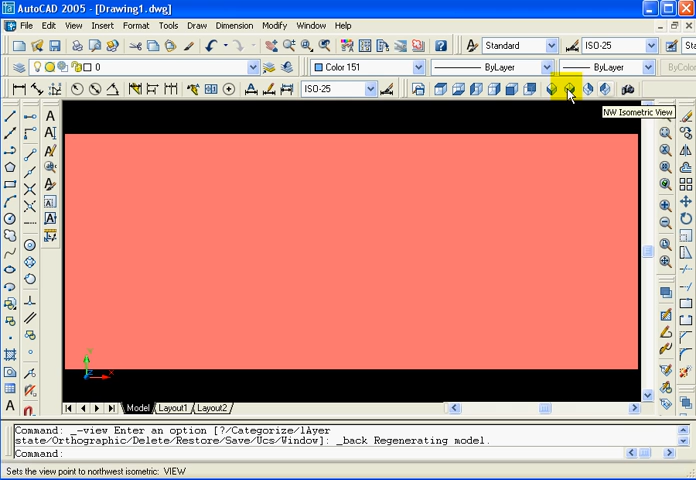 AutoCAD 2005 - [Drawing1.dwg]
File Edit View Insert Format Tools Draw Dimension Modify Window Help
Standard ISO-25
0 Color 151 ByLayer ByLayer ByColor
ISO-25
NW Isometric View
Model Layout1 Layout2
Command: _-view Enter an option [?/Categorize/lAyer
state/Orthographic/Delete/Restore/Save/Ucs/Window]: _back Regenerating model.
Command:
Sets the view point to northwest isometric: VIEW